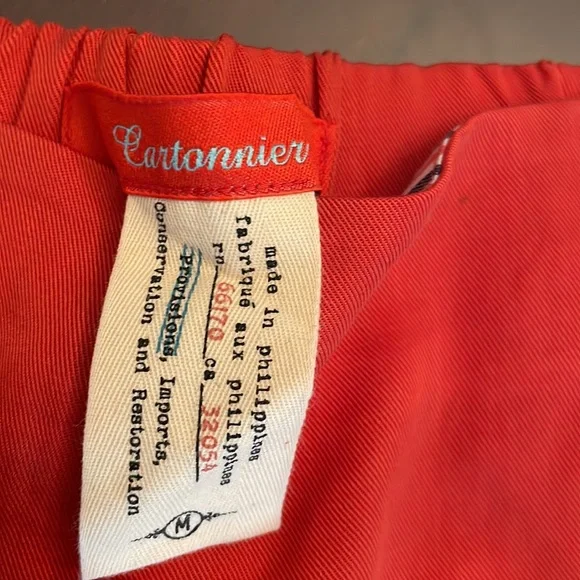 Cartonnier
made in philippines
fabriqué aux philippines
rn 66170 ca 32054
provisions, Imports,
Conservation and Restoration
M